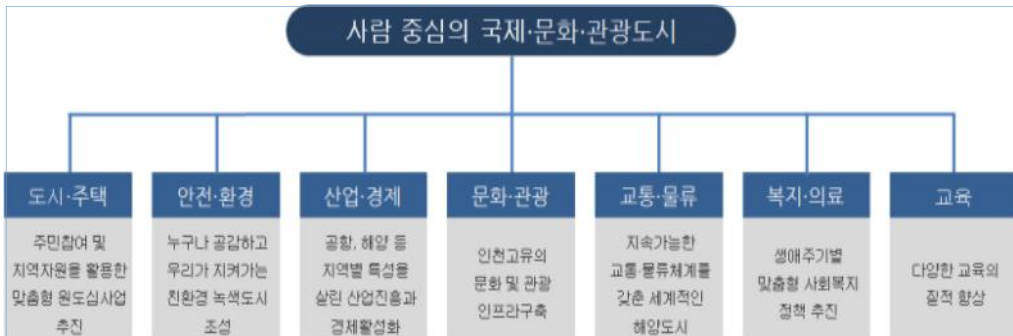 사람 중심의 국제·문화·관광도시
도시·주택
주민참여 및
지역자원을 활용한
맞춤형 원도심사업
추진
안전·환경
누구나 공감하고
우리가 지켜가는
친환경 녹색도시
조성
산업·경제
공항, 해양 등
지역별 특성을
살린 산업진흥과
경제활성화
문화·관광
인천고유의
문화 및 관광
인프라구축
교통·물류
지속가능한
교통·물류체계를
갖춘 세계적인
해양도시
복지·의료
생애주기별
맞춤형 사회복지
정책 추진
교육
다양한 교육의
질적 향상